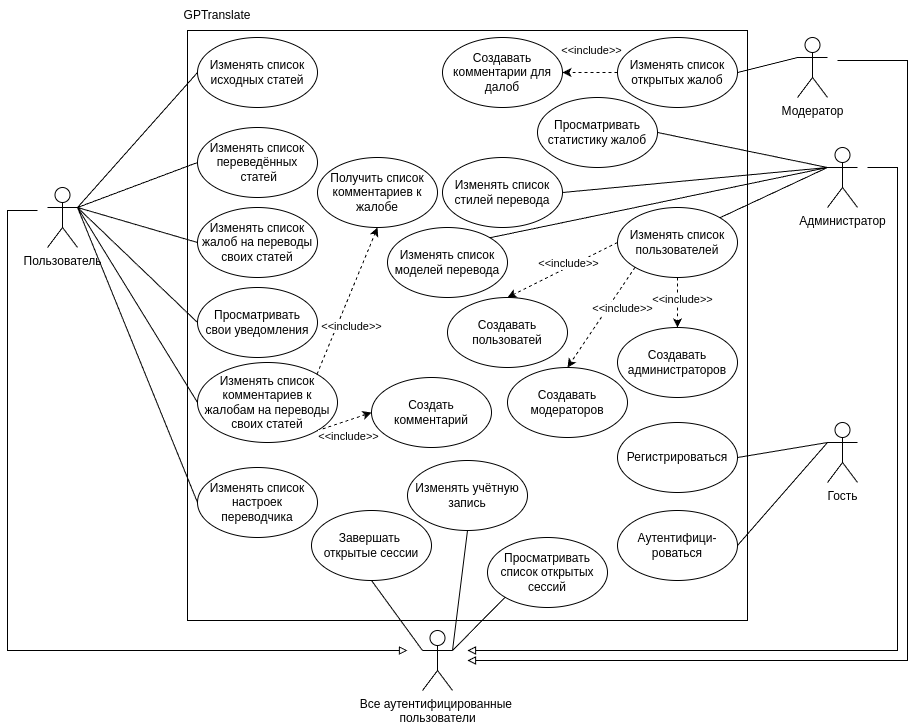 GPTranslate
Изменять список
исходных статей
Создавать
комментарии для
далоб
<<include>>
Изменять список
открытых жалоб
Модератор
Просматривать
статистику жалоб
Изменять список
переведённых
статей
Получить список
комментариев к
жалобе
Изменять список
стилей перевода
Администратор
Пользователь
Изменять список
жалоб на переводы
своих статей
Изменять список
моделей перевода
Изменять список
пользователей
<<include>>
<<include>>
<<include>>
Просматривать
свои уведомления
<<include>>
Создавать
пользоватей
Создавать
администраторов
Изменять список
комментариев к
жалобам на переводы
своих статей
<<include>>
Создать
комментарий
Создавать
модераторов
Регистрироваться
Гость
Изменять список
настроек
переводчика
Изменять учётную
запись
Завершать
открытые сессии
Просматривать
список открытых
сессий
Аутентифици-
роваться
Все аутентифицированные
пользователи